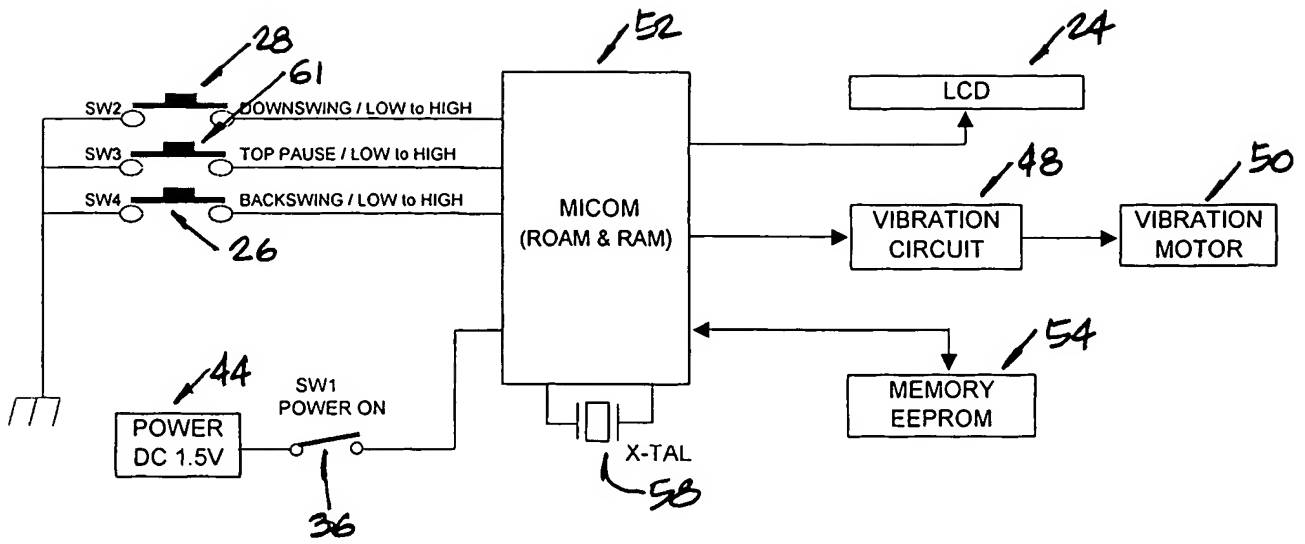 52
24
28
61
LCD
SW2 DOWNSWING / LOW to HIGH
SW3 TOP PAUSE / LOW to HIGH
48
50
SW4 BACKSWING / LOW to HIGH
MICOM
(ROAM & RAM)
VIBRATION
CIRCUIT
VIBRATION
MOTOR
26
54
44
SW1
POWER ON
MEMORY
EEPROM
POWER
DC 1.5V
X-TAL
58
36